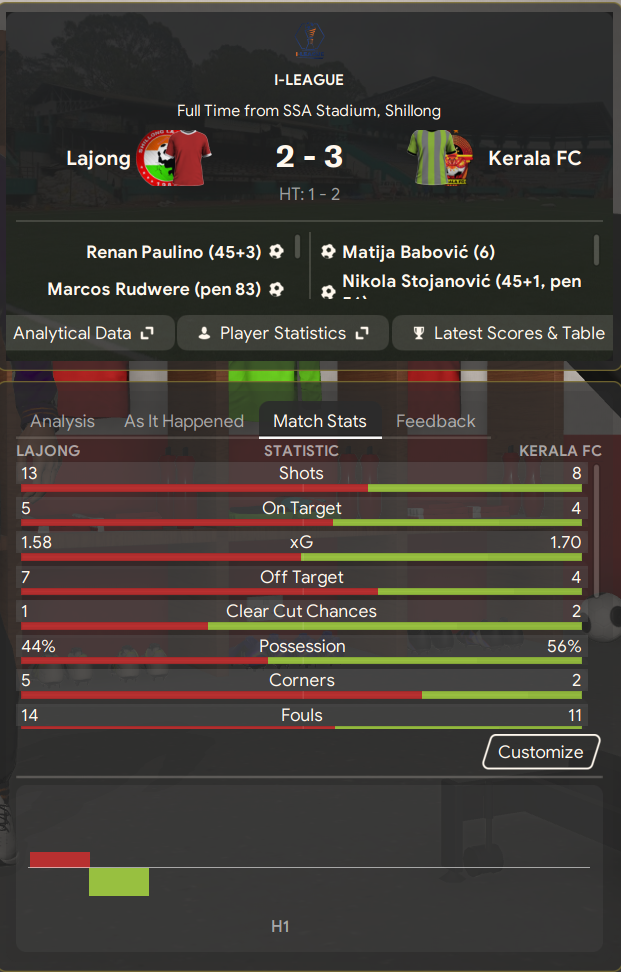 I-LEAGUE
Full Time from SSA Stadium, Shillong
Lajong 2 - 3 Kerala FC
HT: 1 - 2
Renan Paulino (45+3) Matija Babović (6)
Marcos Rudwere (pen 83) Nikola Stojanović (45+1, pen
Analytical Data Player Statistics Latest Scores & Table
Analysis As It Happened Match Stats Feedback
LAJONG STATISTIC KERALA FC
13 Shots 8
5 On Target 4
1.58 xG 1.70
7 Off Target 4
1 Clear Cut Chances 2
44% Possession 56%
5 Corners 2
14 Fouls 11
Customize
H1